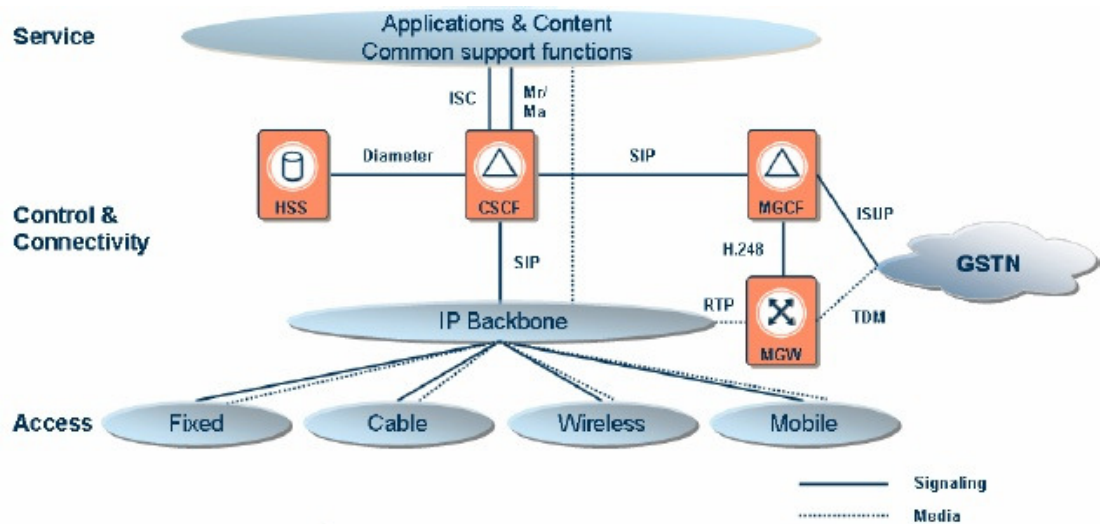 Service
Applications & Content
Common support functions
ISC
Mr/
Ma
Diameter
SIP
HSS
CSCF
MGCF
Control &
Connectivity
ISUP
SIP
H.248
GSTN
IP Backbone
RTP
TDM
MGW
Access
Fixed
Cable
Wireless
Mobile
Signaling
Media